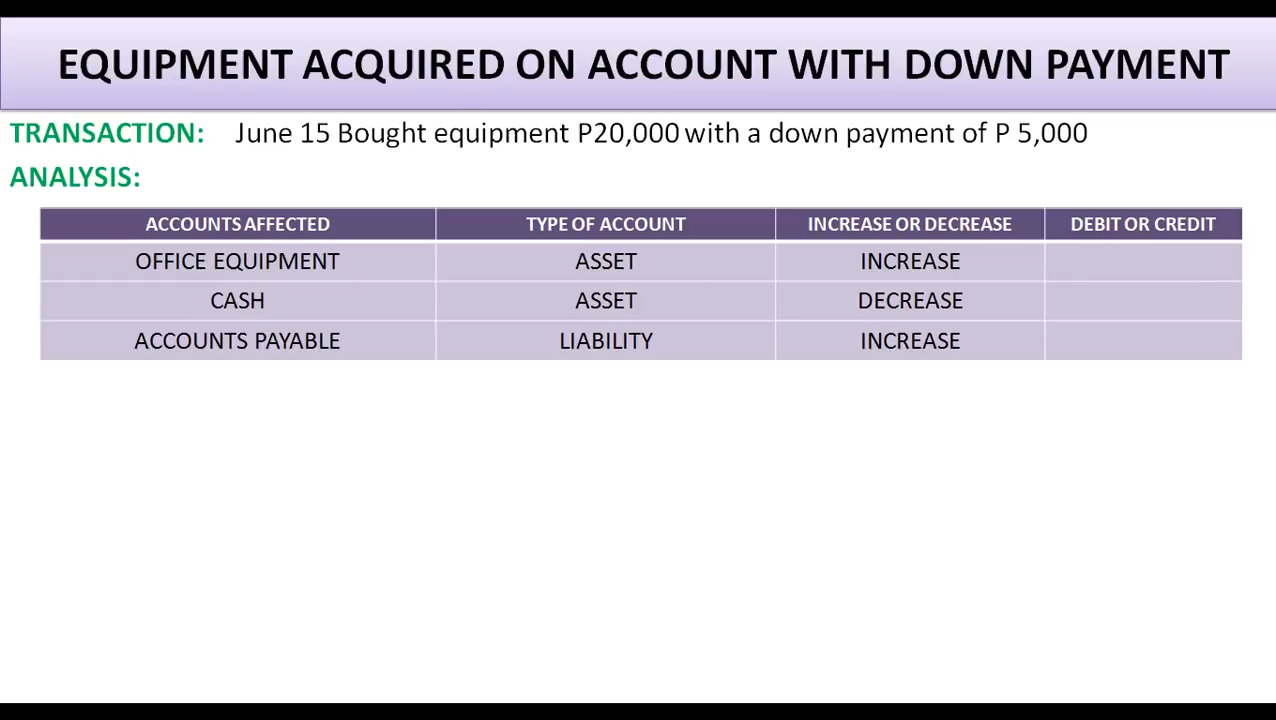 EQUIPMENT ACQUIRED ON ACCOUNT WITH DOWN PAYMENT
TRANSACTION: June 15 Bought equipment P20,000 with a down payment of P 5,000
ANALYSIS:
ACCOUNTS AFFECTED TYPE OF ACCOUNT INCREASE OR DECREASE DEBIT OR CREDIT
OFFICE EQUIPMENT ASSET INCREASE
CASH ASSET DECREASE
ACCOUNTS PAYABLE LIABILITY INCREASE